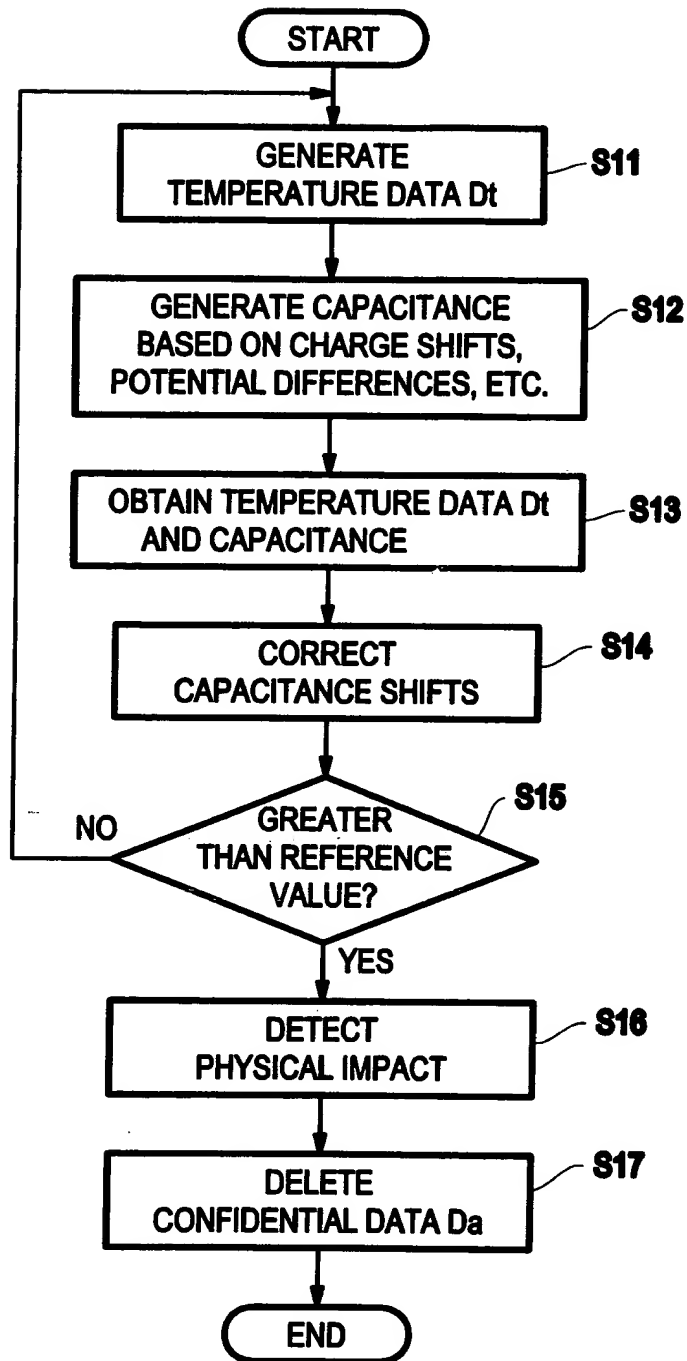 START
GENERATE
TEMPERATURE DATA Dt
S11
GENERATE CAPACITANCE
BASED ON CHARGE SHIFTS,
POTENTIAL DIFFERENCES, ETC.
S12
OBTAIN TEMPERATURE DATA Dt
AND CAPACITANCE
S13
CORRECT
CAPACITANCE SHIFTS
S14
GREATER
THAN REFERENCE
VALUE?
S15
NO
YES
DETECT
PHYSICAL IMPACT
S16
DELETE
CONFIDENTIAL DATA Da
S17
END